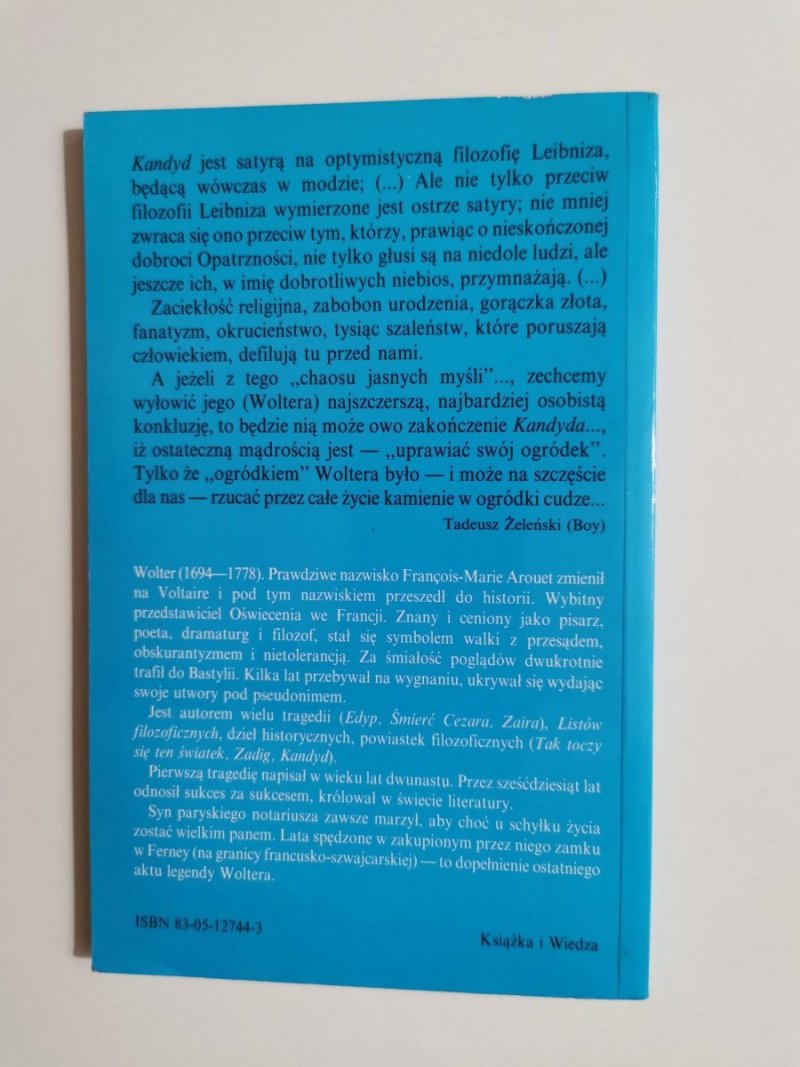 Kandyd jest satyrą na optymistyczną filozofię Leibniza,
będącą wówczas w modzie; (...) Ale nie tylko przeciw
filozofii Leibniza wymierzone jest ostrze satyry; nie mniej
zwraca się ono przeciw tym, którzy, prawiąc o nieskończonej
dobroci Opatrzności, nie tylko głusi są na niedole ludzi, ale
jeszcze ich, w imię dobrotliwych niebios, przymnażają. (...)
Zaciekłość religijna, zabobon urodzenia, gorączka złota,
fanatyzm, okrucieństwo, tysiąc szaleństw, które poruszają
człowiekiem, defilują tu przed nami.
A jeżeli z tego „chaosu jasnych myśli”..., zechcemy
wyłowić jego (Woltera) najszczerszą, najbardziej osobistą
konkluzję, to będzie nią może owo zakończenie Kandyda...,
iż ostateczną mądrością jest — „uprawiać swój ogródek”.
Tylko że „ogródkiem” Woltera było — i może na szczęście
dla nas — rzucać przez całe życie kamienie w ogródki cudze...
Tadeusz Żeleński (Boy)
Wolter (1694—1778). Prawdziwe nazwisko François-Marie Arouet zmienił
na Voltaire i pod tym nazwiskiem przeszedł do historii. Wybitny
przedstawiciel Oświecenia we Francji. Znany i ceniony jako pisarz,
poeta, dramaturg i filozof, stał się symbolem walki z przesądem,
obskurantyzmem i nietolerancją. Za śmiałość poglądów dwukrotnie
trafił do Bastylii. Kilka lat przebywał na wygnaniu, ukrywał się wydając
swoje utwory pod pseudonimem.
Jest autorem wielu tragedii (Edyp, Śmierć Cezara, Zaira), Listów
filozoficznych, dzieł historycznych, powiastek filozoficznych (Tak toczy
się ten światek, Zadig, Kandyd).
Pierwszą tragedię napisał w wieku lat dwunastu. Przez sześćdziesiąt lat
odnosił sukces za sukcesem, królował w świecie literatury.
Syn paryskiego notariusza zawsze marzył, aby choć u schyłku życia
zostać wielkim panem. Lata spędzone w zakupionym przez niego zamku
w Ferney (na granicy francusko-szwajcarskiej) — to dopełnienie ostatniego
aktu legendy Woltera.
ISBN 83-05-12744-3
Książka i Wiedza